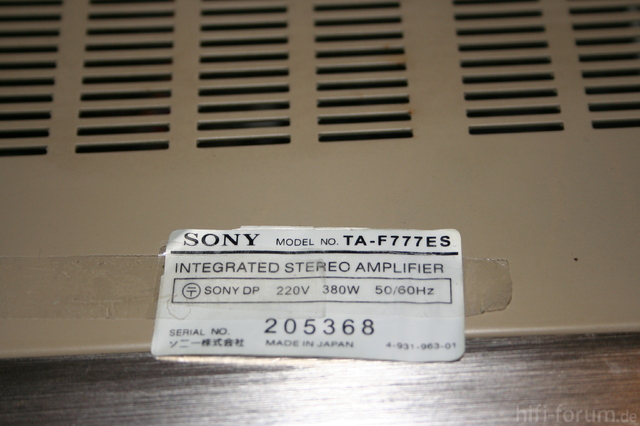 SONY MODEL NO. TA-F777ES
INTEGRATED STEREO AMPLIFIER
〒 SONY DP 220V 380W 50/60Hz
SERIAL NO. 205368
ソニー株式会社 MADE IN JAPAN 4-931-963-01
hifi-forum.de